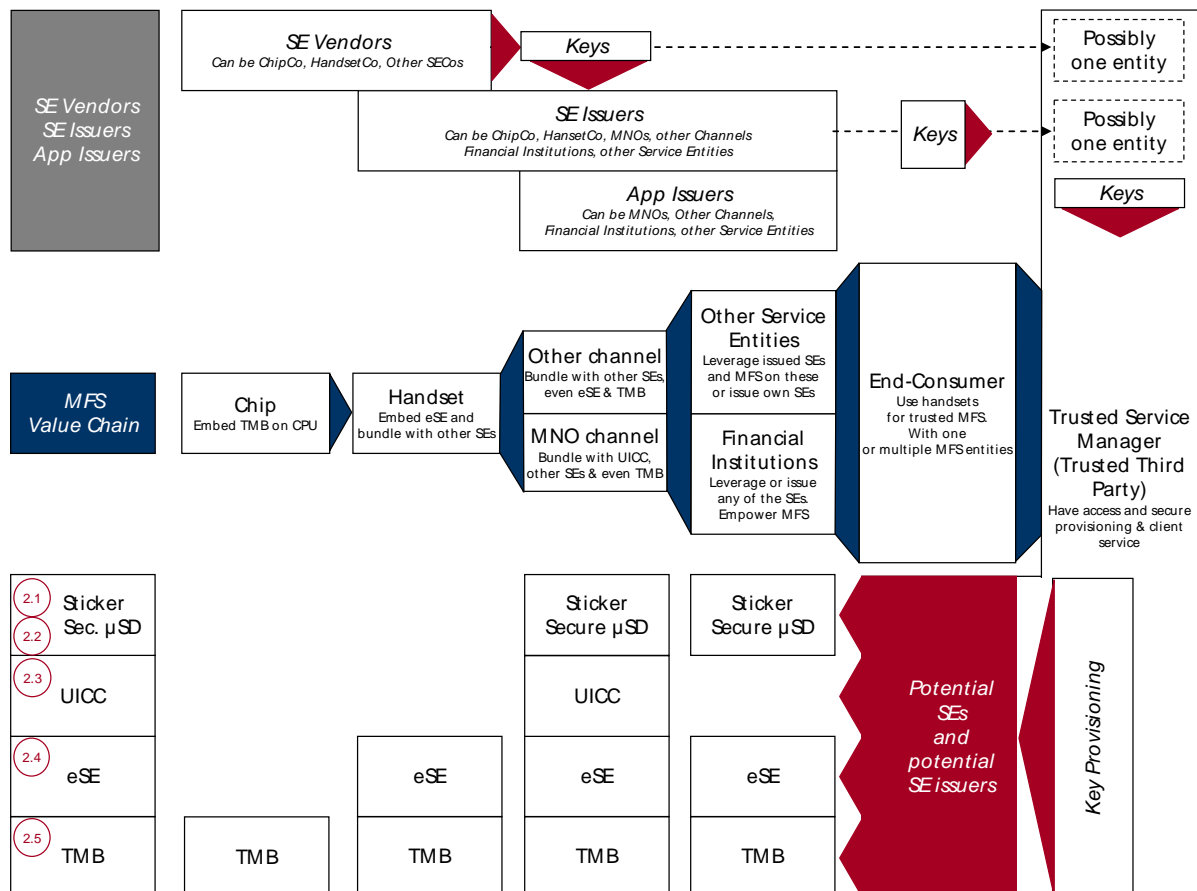 SE Vendors
SE Issuers
App Issuers
SE Vendors
Can be ChipCo, HandsetCo, Other SECos
Keys
Possibly
one entity
SE Issuers
Can be ChipCo, HansetCo, MNOs, other Channels
Financial Institutions, other Service Entities
Keys
Possibly
one entity
App Issuers
Can be MNOs, Other Channels,
Financial Institutions, other Service Entities
Keys
MFS
Value Chain
Chip
Embed TMB on CPU
Handset
Embed eSE and
bundle with other SEs
Other channel
Bundle with other SEs,
even eSE & TMB
MNO channel
Bundle with UICC,
other SEs & even TMB
Other Service
Entities
Leverage issued SEs
and MFS on these
or issue own SEs
Financial
Institutions
Leverage or issue
any of the SEs.
Empower MFS
End-Consumer
Use handsets
for trusted MFS.
With one
or multiple MFS entities
Trusted Service
Manager
(Trusted Third
Party)
Have access and secure
provisioning & client
service
2.1
2.2
Sticker
Sec. µSD
Sticker
Secure µSD
Sticker
Secure µSD
2.3
UICC
UICC
2.4
eSE
eSE
eSE
eSE
2.5
TMB
TMB
TMB
TMB
TMB
Potential
SEs
and
potential
SE issuers
Key Provisioning